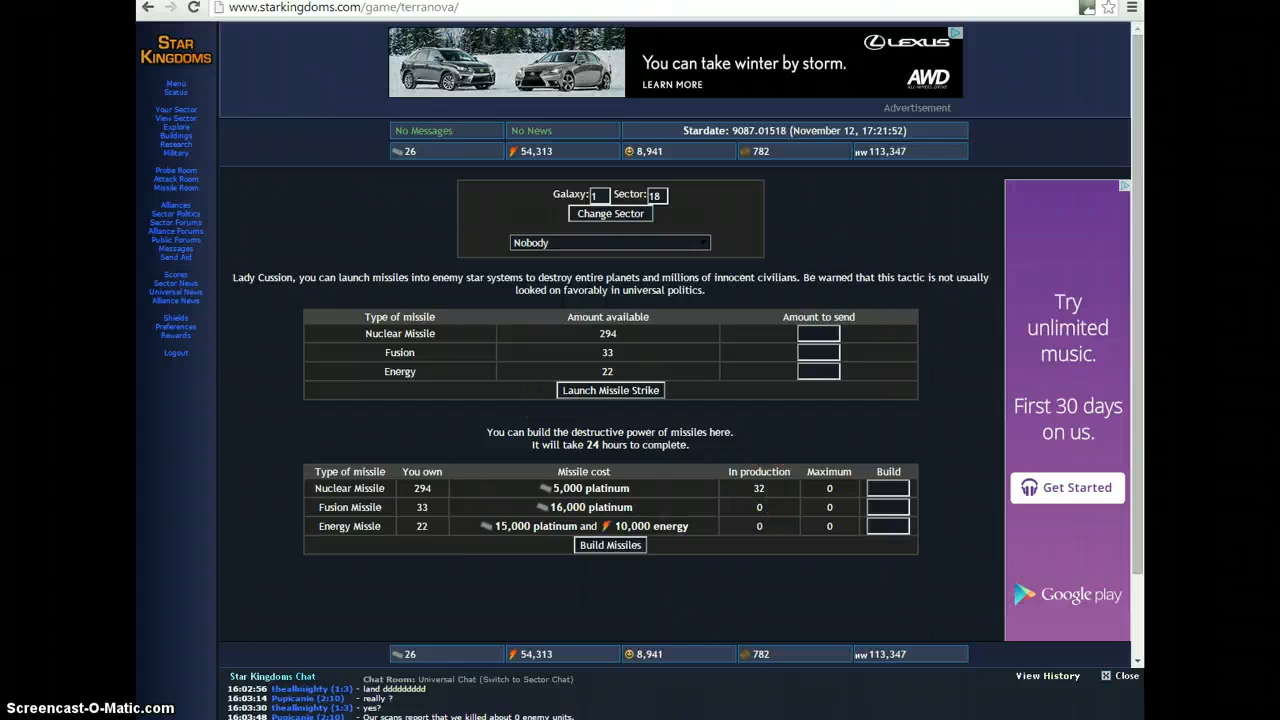 www.starkingdoms.com/game/terranova/
STAR
KINGDOMS
Menu
Status
Your Sector
View Sector
Explore
Buildings
Research
Military
Probe Room
Attack Room
Missile Room
Alliances
Sector Politics
Sector Forums
Alliance Forums
Public Forums
Messages
Send Aid
Scores
Sector News
Universal News
Alliance News
Shields
Preferences
Rewards
Logout
You can take winter by storm.
LEARN MORE
LEXUS
AWD
ALL-WHEEL DRIVE
Advertisement
No Messages No News Stardate: 9087.01518 (November 12, 17:21:52)
26 54,313 8,941 782 NW 113,347
Galaxy: 1 Sector: 18
Change Sector
Nobody
Lady Cussion, you can launch missiles into enemy star systems to destroy entire planets and millions of innocent civilians. Be warned that this tactic is not usually
looked on favorably in universal politics.
Type of missile Amount available Amount to send
Nuclear Missile 294
Fusion 33
Energy 22
Launch Missile Strike
You can build the destructive power of missiles here.
It will take 24 hours to complete.
Type of missile You own Missile cost In production Maximum Build
Nuclear Missile 294 5,000 platinum 32 0
Fusion Missile 33 16,000 platinum 0 0
Energy Missle 22 15,000 platinum and 10,000 energy 0 0
Build Missiles
Try
unlimited
music.
First 30 days
on us.
Get Started
Google play
26 54,313 8,941 782 NW 113,347
Star Kingdoms Chat Chat Room: Universal Chat (Switch to Sector Chat) View History Close
16:02:56 theallmighty (1:3) - land ddddddddd
16:03:14 Pupicanie (2:10) - really ?
16:03:30 theallmighty (1:3) - yes?
16:03:48 Pupicanie (2:10) - Our scans report that we killed about 0 enemy units.
Screencast-O-Matic.com